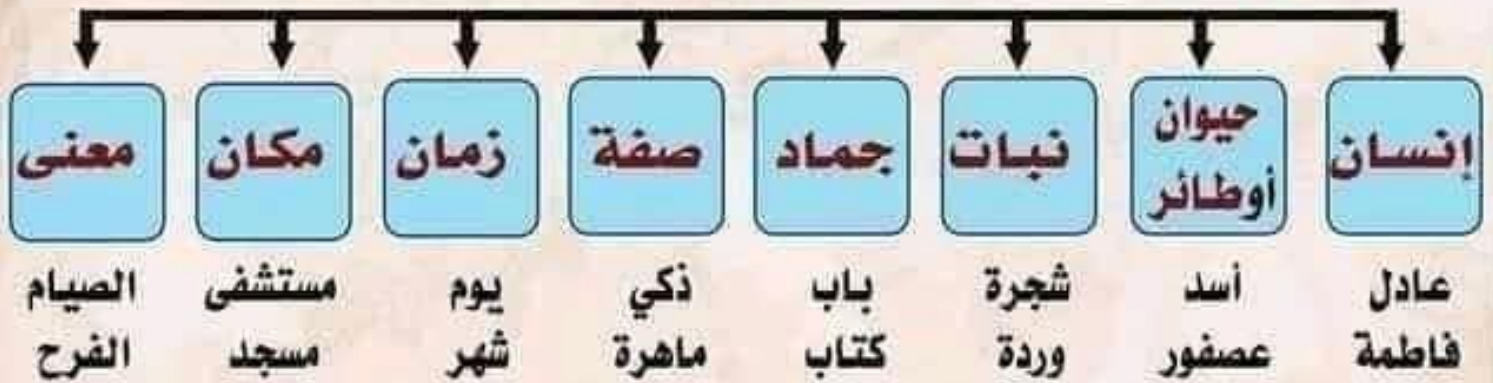 إنسان
حيوان
أوطائر
نبات
جماد
صفة
زمان
مكان
معنى
عادل
فاطمة
أسد
عصفور
شجرة
وردة
باب
كتاب
ذكي
ماهرة
يوم
شهر
مستشفى
مسجد
الصيام
الفرح